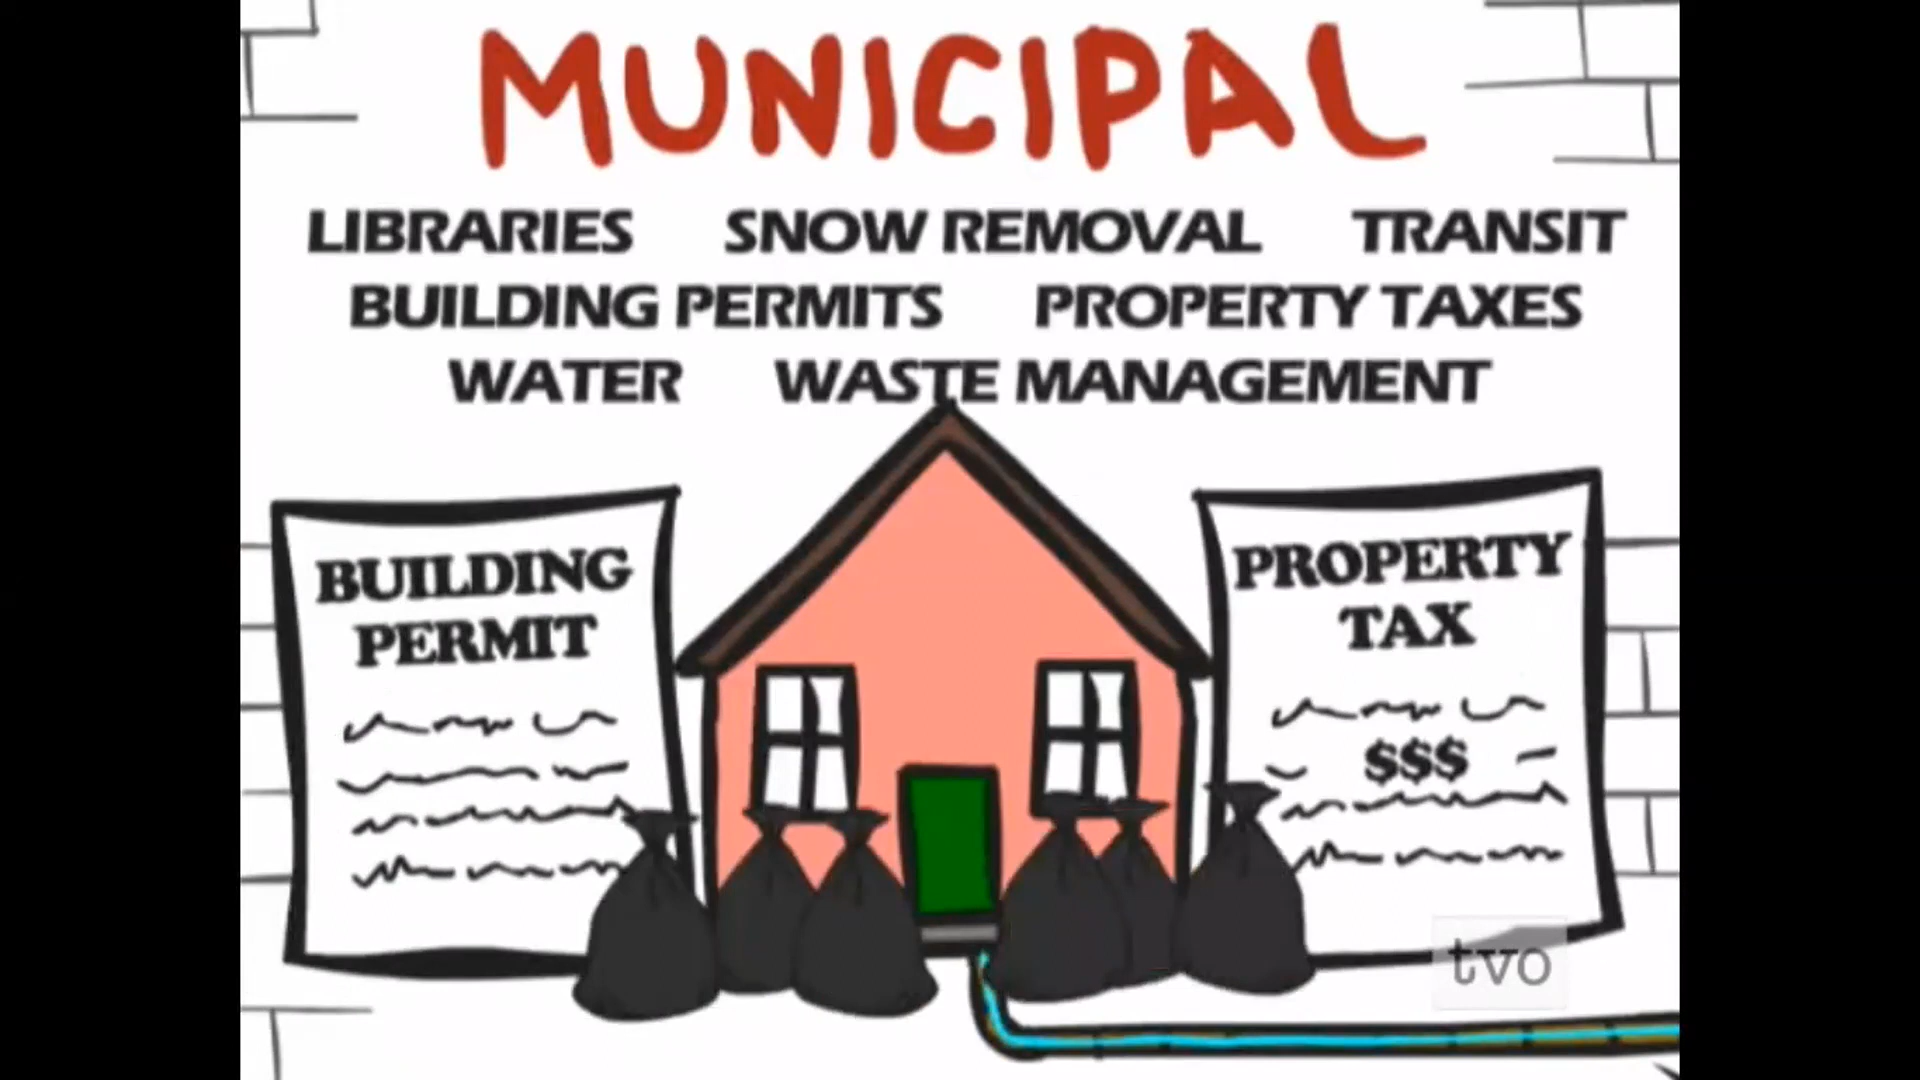 MUNICIPAL
LIBRARIES SNOW REMOVAL TRANSIT
BUILDING PERMITS PROPERTY TAXES
WATER WASTE MANAGEMENT
BUILDING
PERMIT
PROPERTY
TAX
$$$
tvo